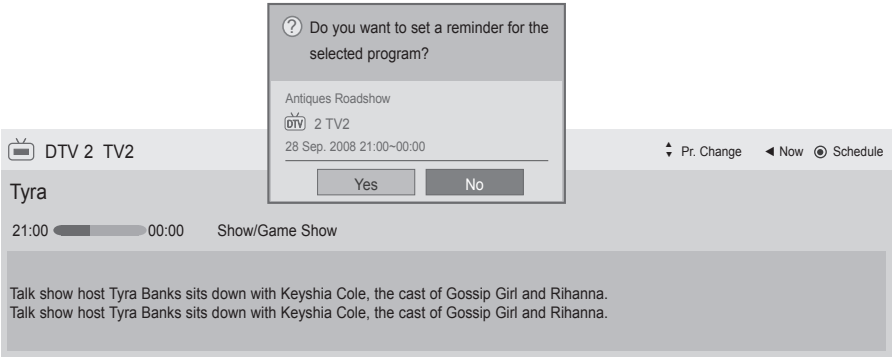 ? Do you want to set a reminder for the
selected program?
Antiques Roadshow
DTV 2 TV2
28 Sep. 2008 21:00~00:00
Yes No
DTV 2 TV2
Pr. Change ◀ Now ◉ Schedule
Tyra
21:00 00:00 Show/Game Show
Talk show host Tyra Banks sits down with Keyshia Cole, the cast of Gossip Girl and Rihanna.
Talk show host Tyra Banks sits down with Keyshia Cole, the cast of Gossip Girl and Rihanna.